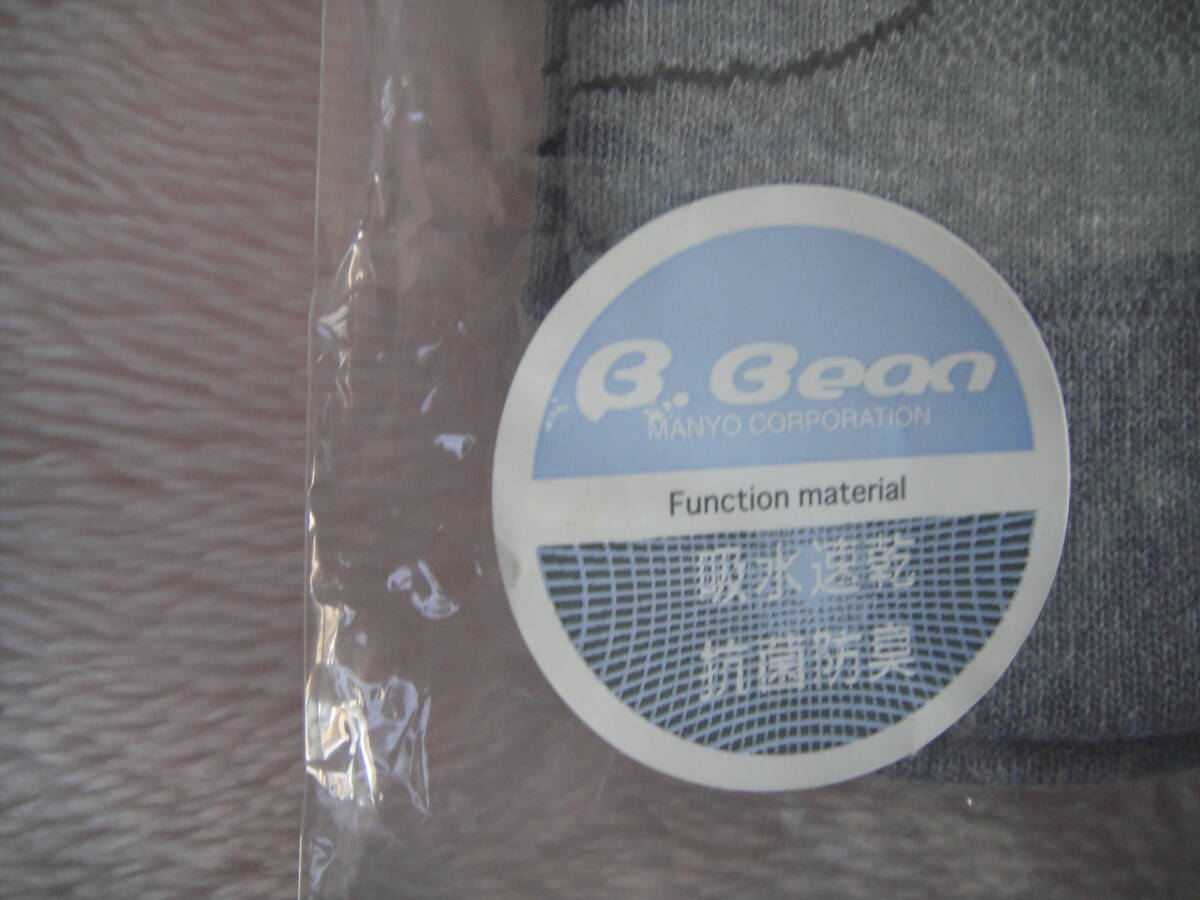 B. Bean
MANYO CORPORATION
Function material
吸水速乾
抗菌防臭